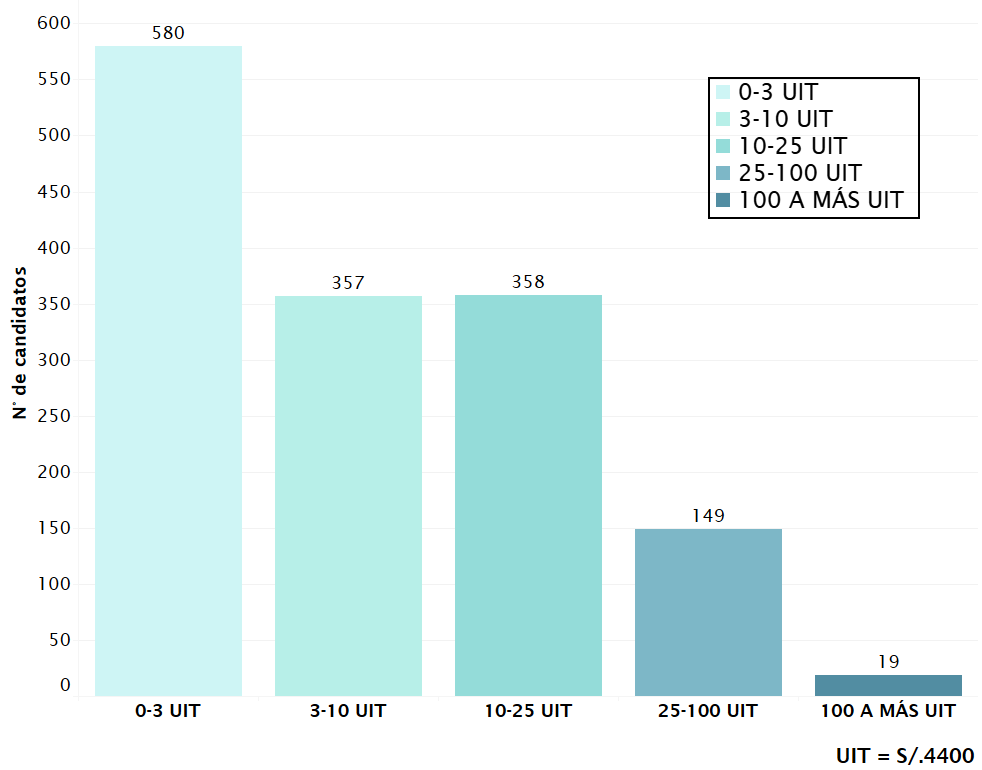 600
550
500
450
400
350
300
250
200
150
100
50
0
N° de candidatos
580
357
358
149
19
0-3 UIT
3-10 UIT
10-25 UIT
25-100 UIT
100 A MÁS UIT
0-3 UIT
3-10 UIT
10-25 UIT
25-100 UIT
100 A MÁS UIT
UIT = S/.4400